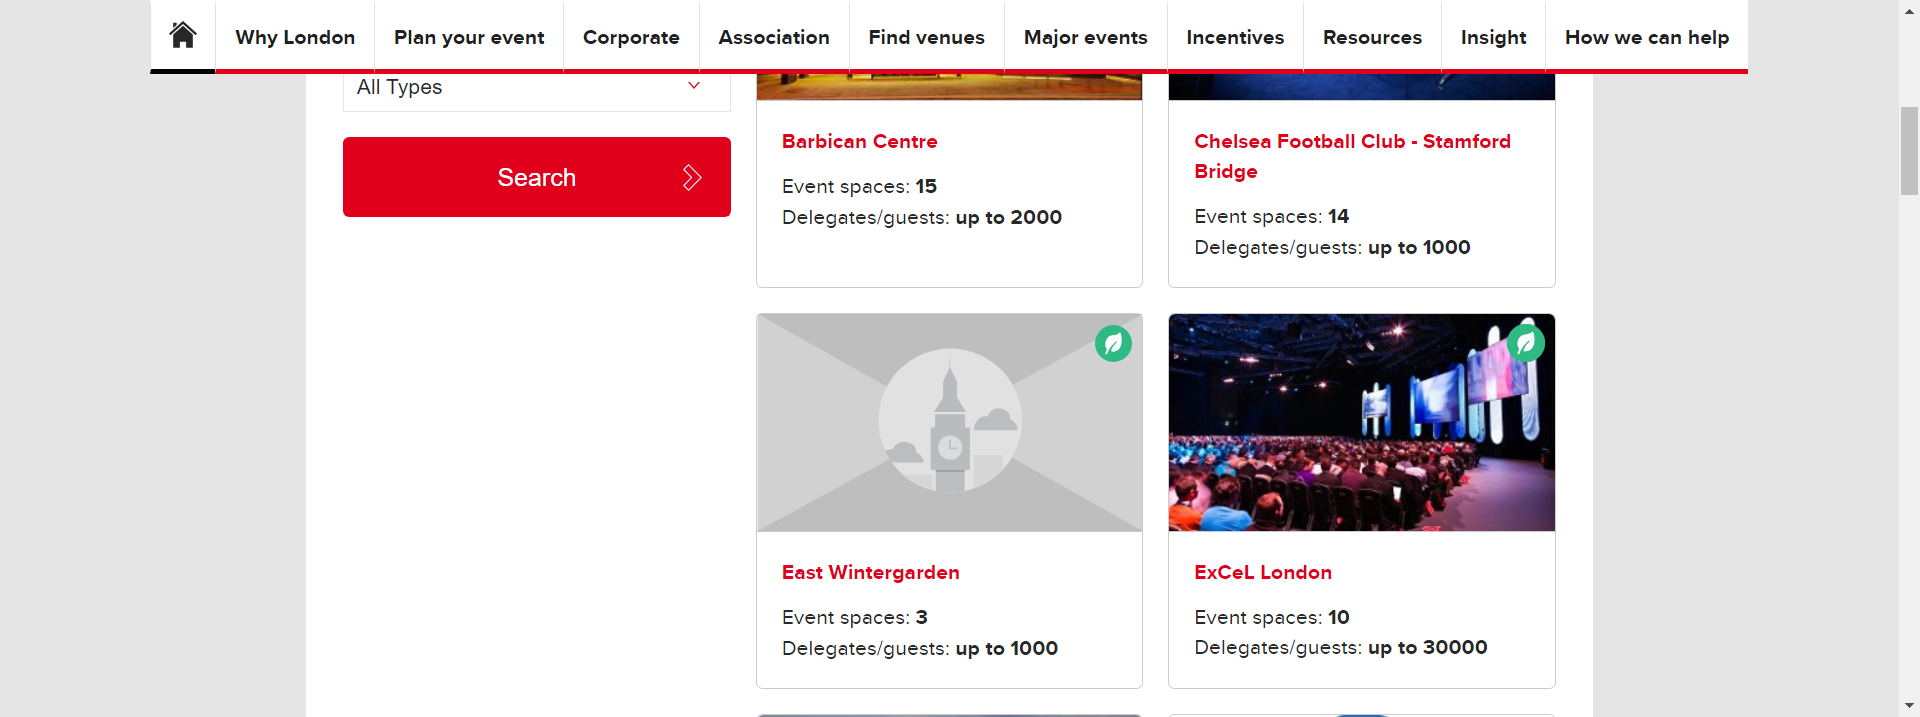 Why London
Plan your event
Corporate
Association
Find venues
Major events
Incentives
Resources
Insight
How we can help
All Types
Search
Barbican Centre
Event spaces: 15
Delegates/guests: up to 2000
Chelsea Football Club - Stamford
Bridge
Event spaces: 14
Delegates/guests: up to 1000
East Wintergarden
Event spaces: 3
Delegates/guests: up to 1000
ExCeL London
Event spaces: 10
Delegates/guests: up to 30000